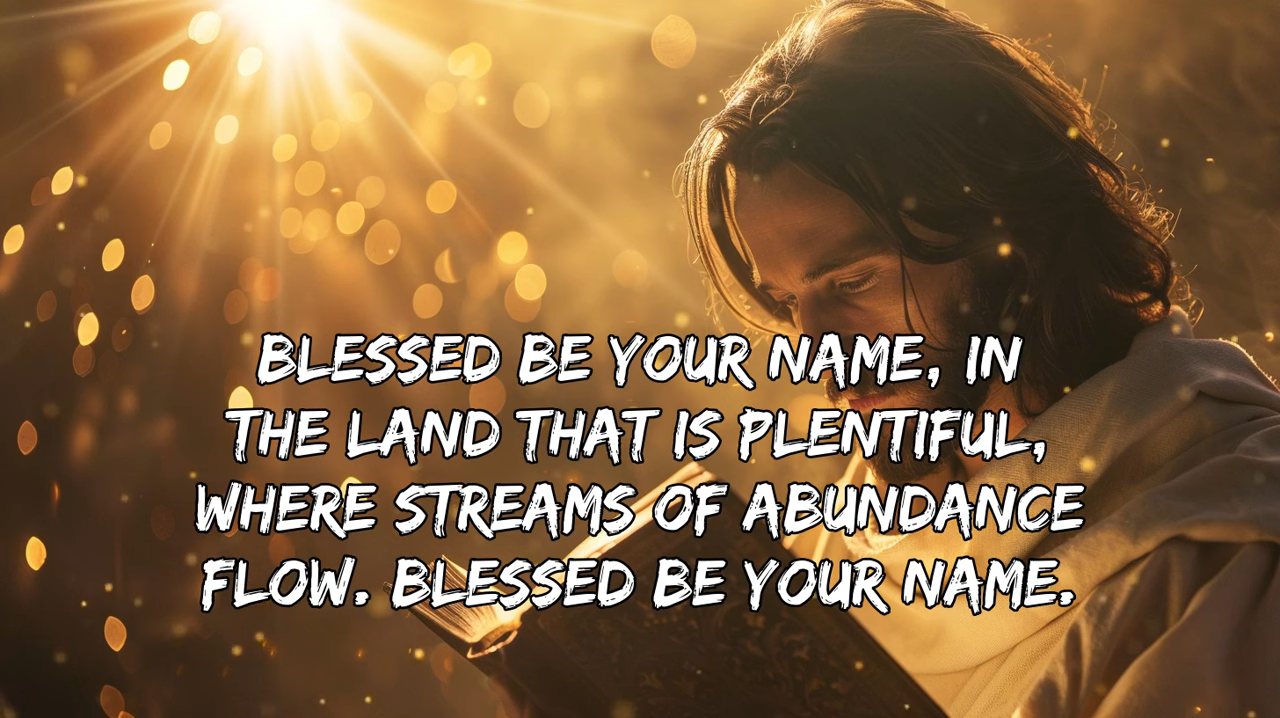 BLESSED BE YOUR NAME, IN
THE LAND THAT IS PLENTIFUL,
WHERE STREAMS OF ABUNDANCE
FLOW. BLESSED BE YOUR NAME.